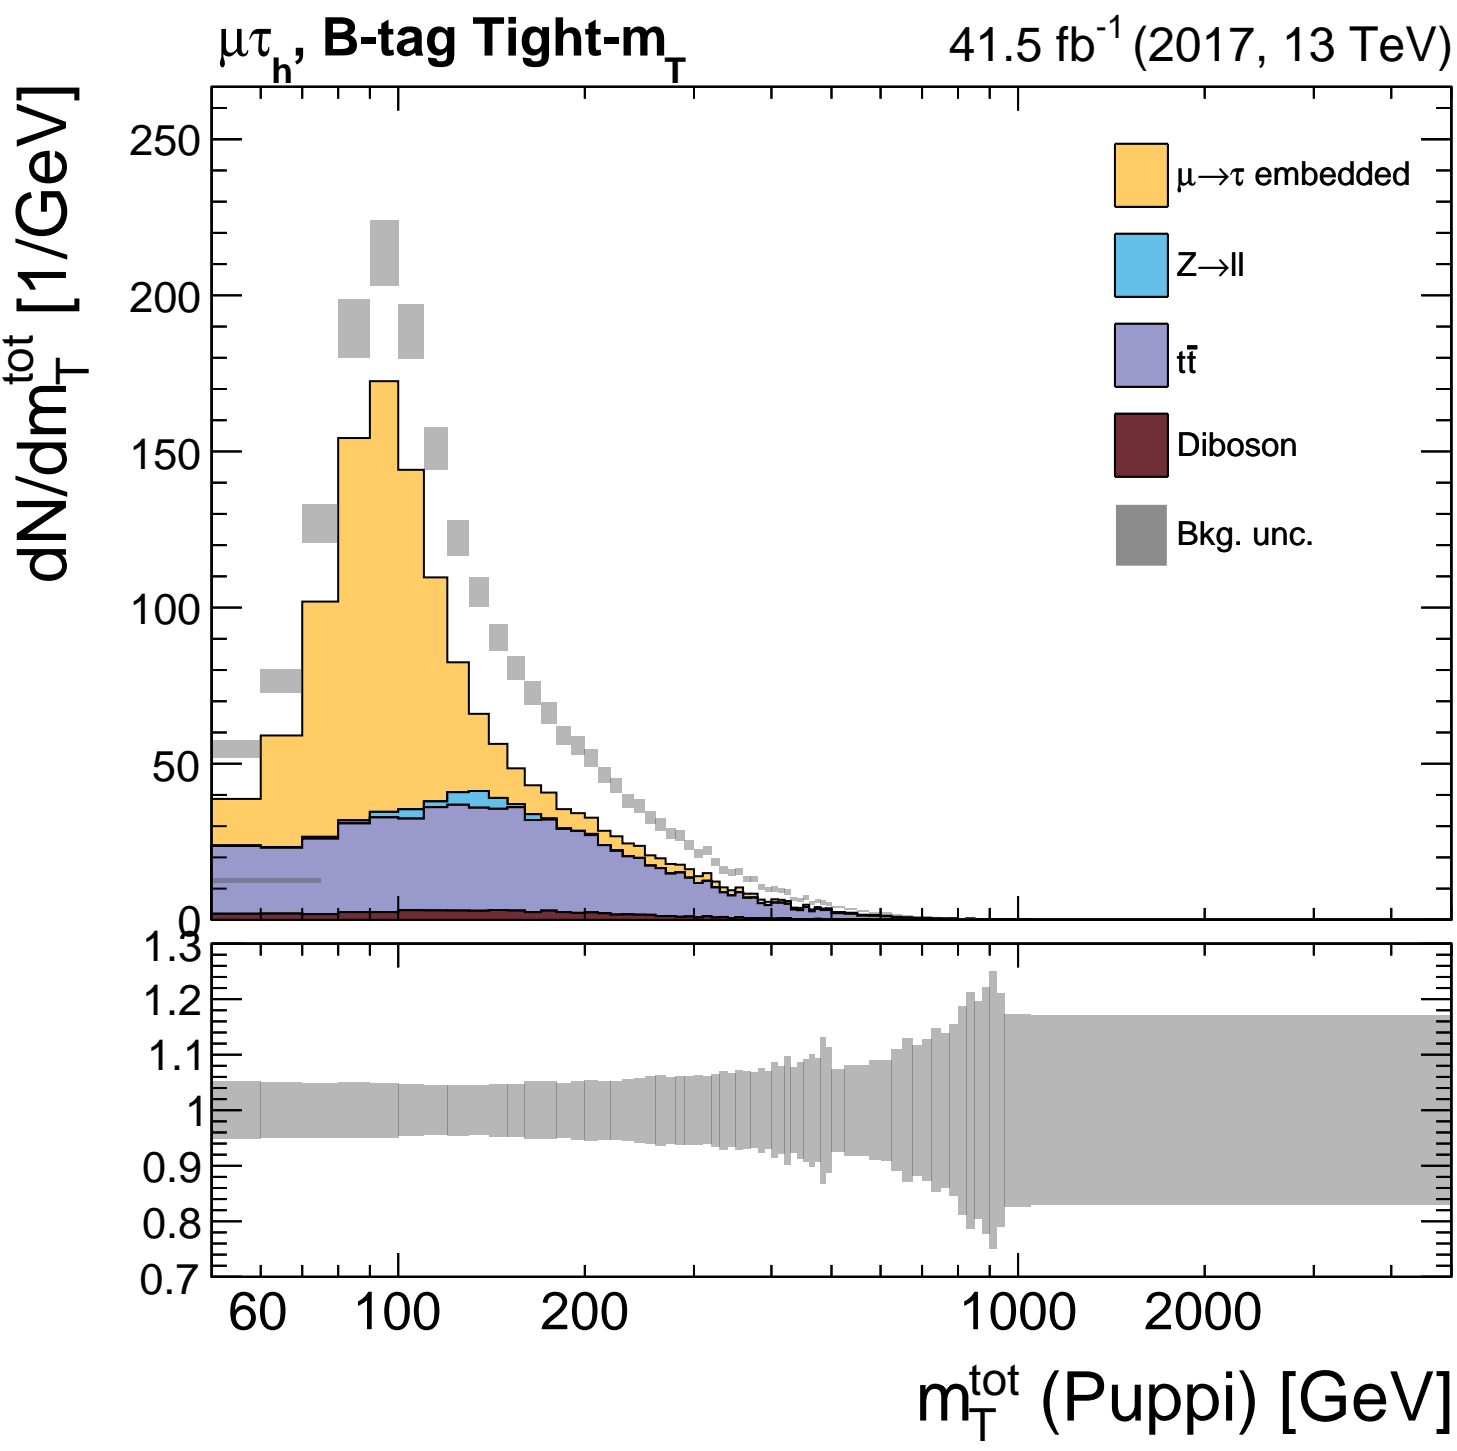 μτh, B-tag Tight-mT
41.5 fb-1 (2017, 13 TeV)
dN/dmTtot [1/GeV]
250
200
150
100
50
0
μ→τ embedded
Z→ll
tt̄
Diboson
Bkg. unc.
1.3
1.2
1.1
1
0.9
0.8
0.7
60 100 200 1000 2000
mTtot (Puppi) [GeV]